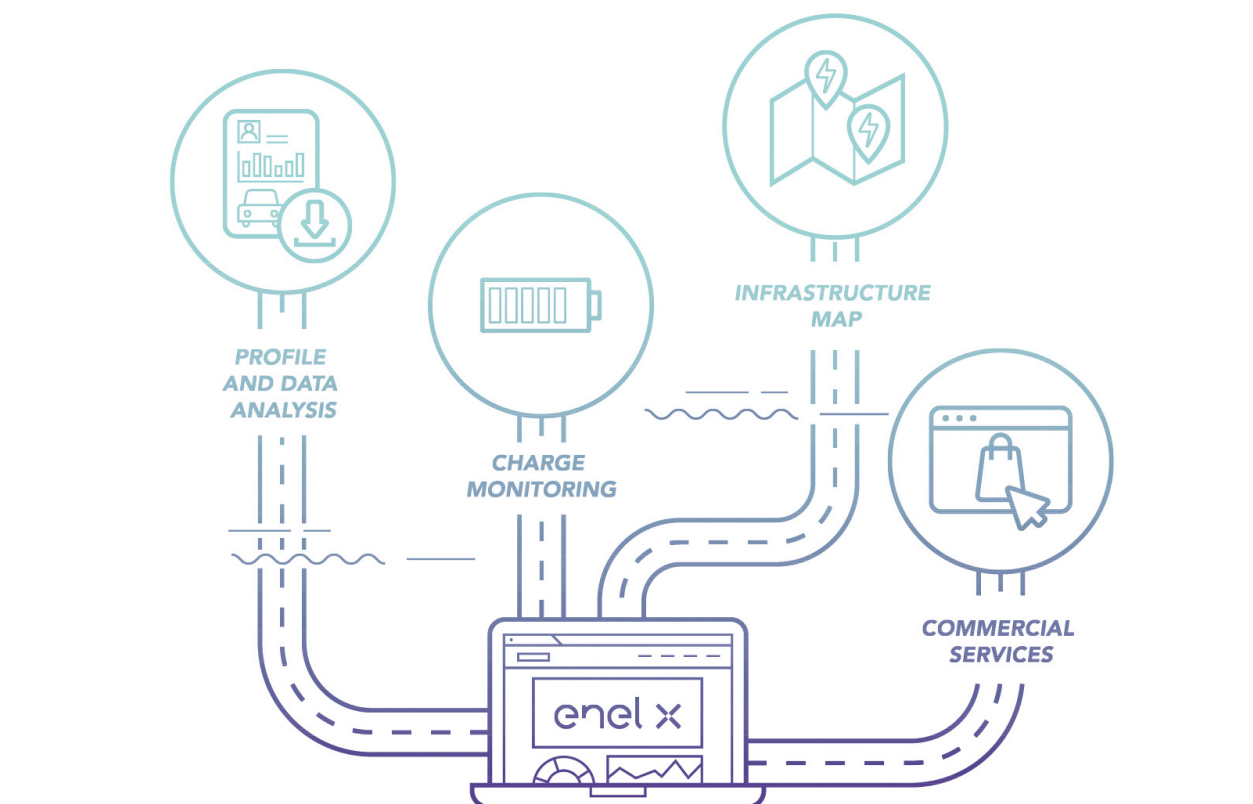 PROFILE
AND DATA
ANALYSIS
CHARGE
MONITORING
INFRASTRUCTURE
MAP
COMMERCIAL
SERVICES
enel x